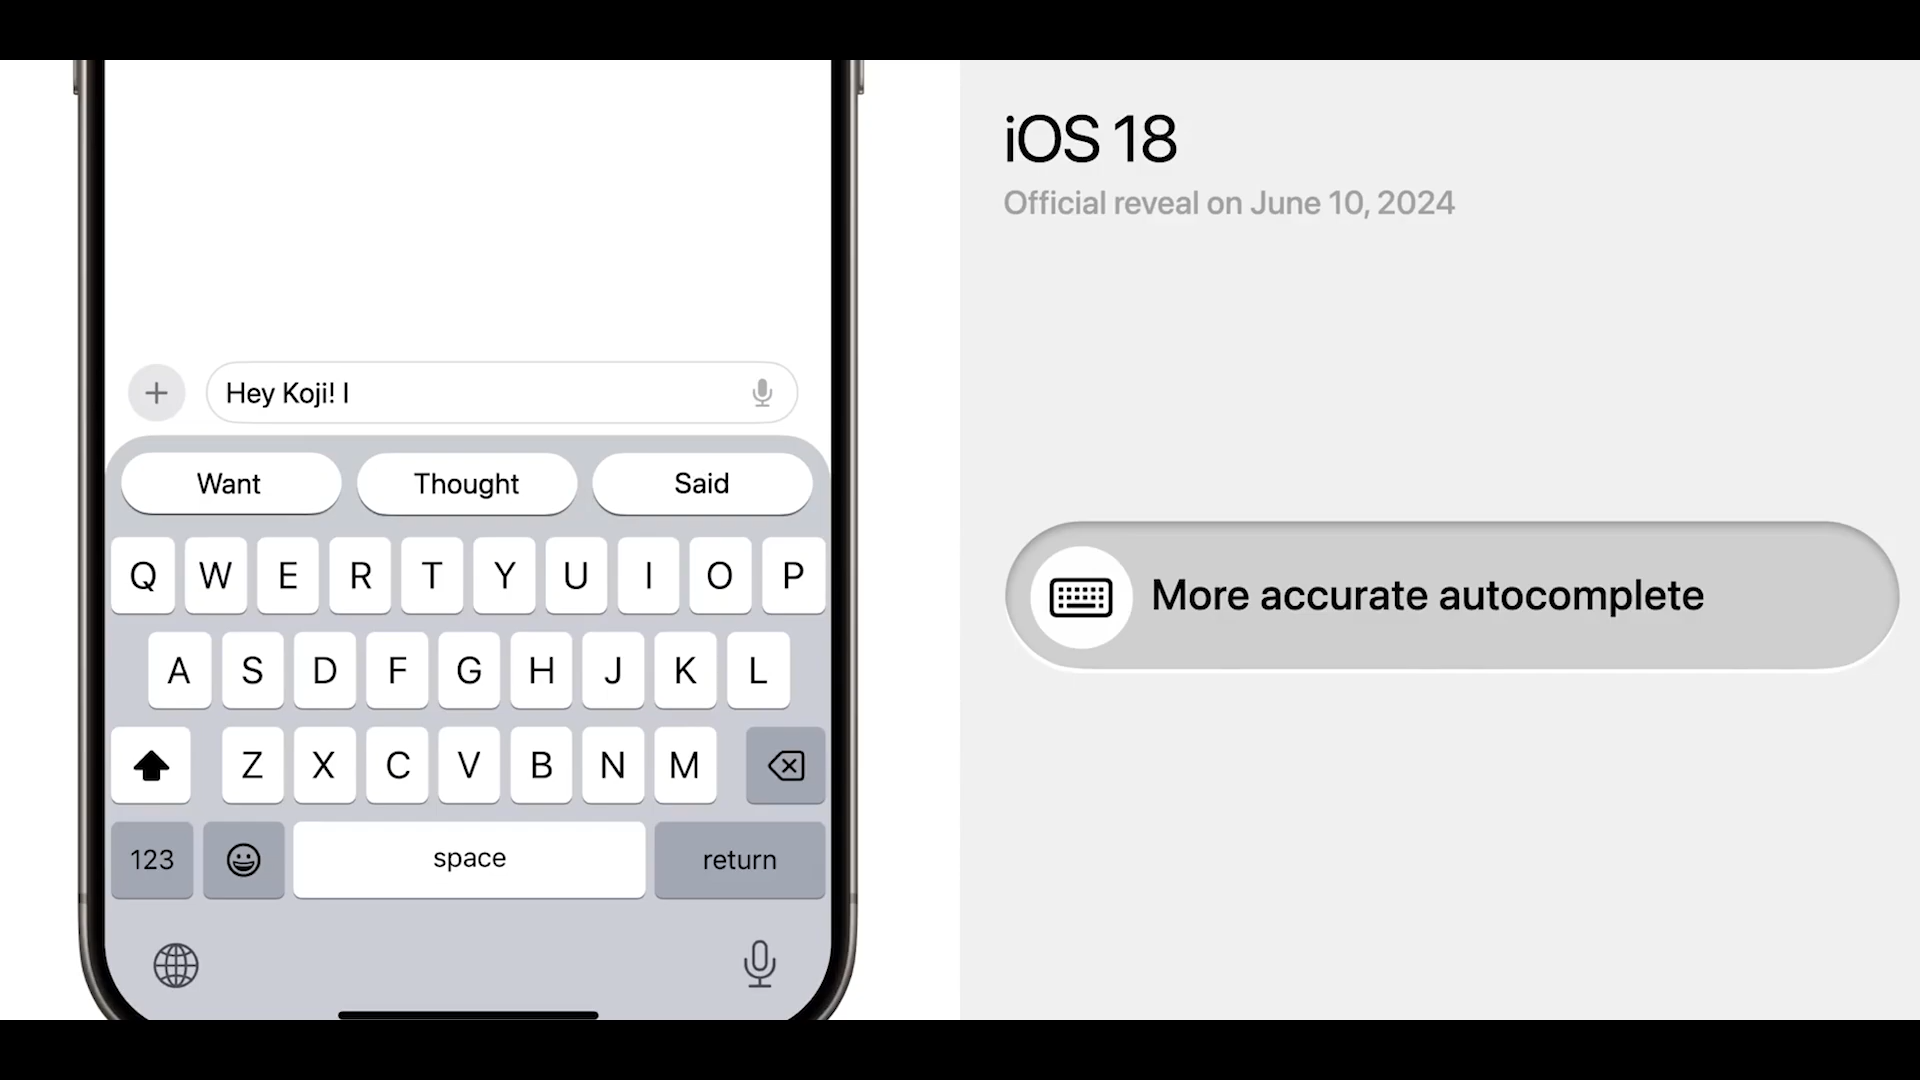 Hey Koji! I
Want Thought Said
Q W E R T Y U I O P
A S D F G H J K L
Z X C V B N M
123 space return
iOS 18
Official reveal on June 10, 2024
More accurate autocomplete